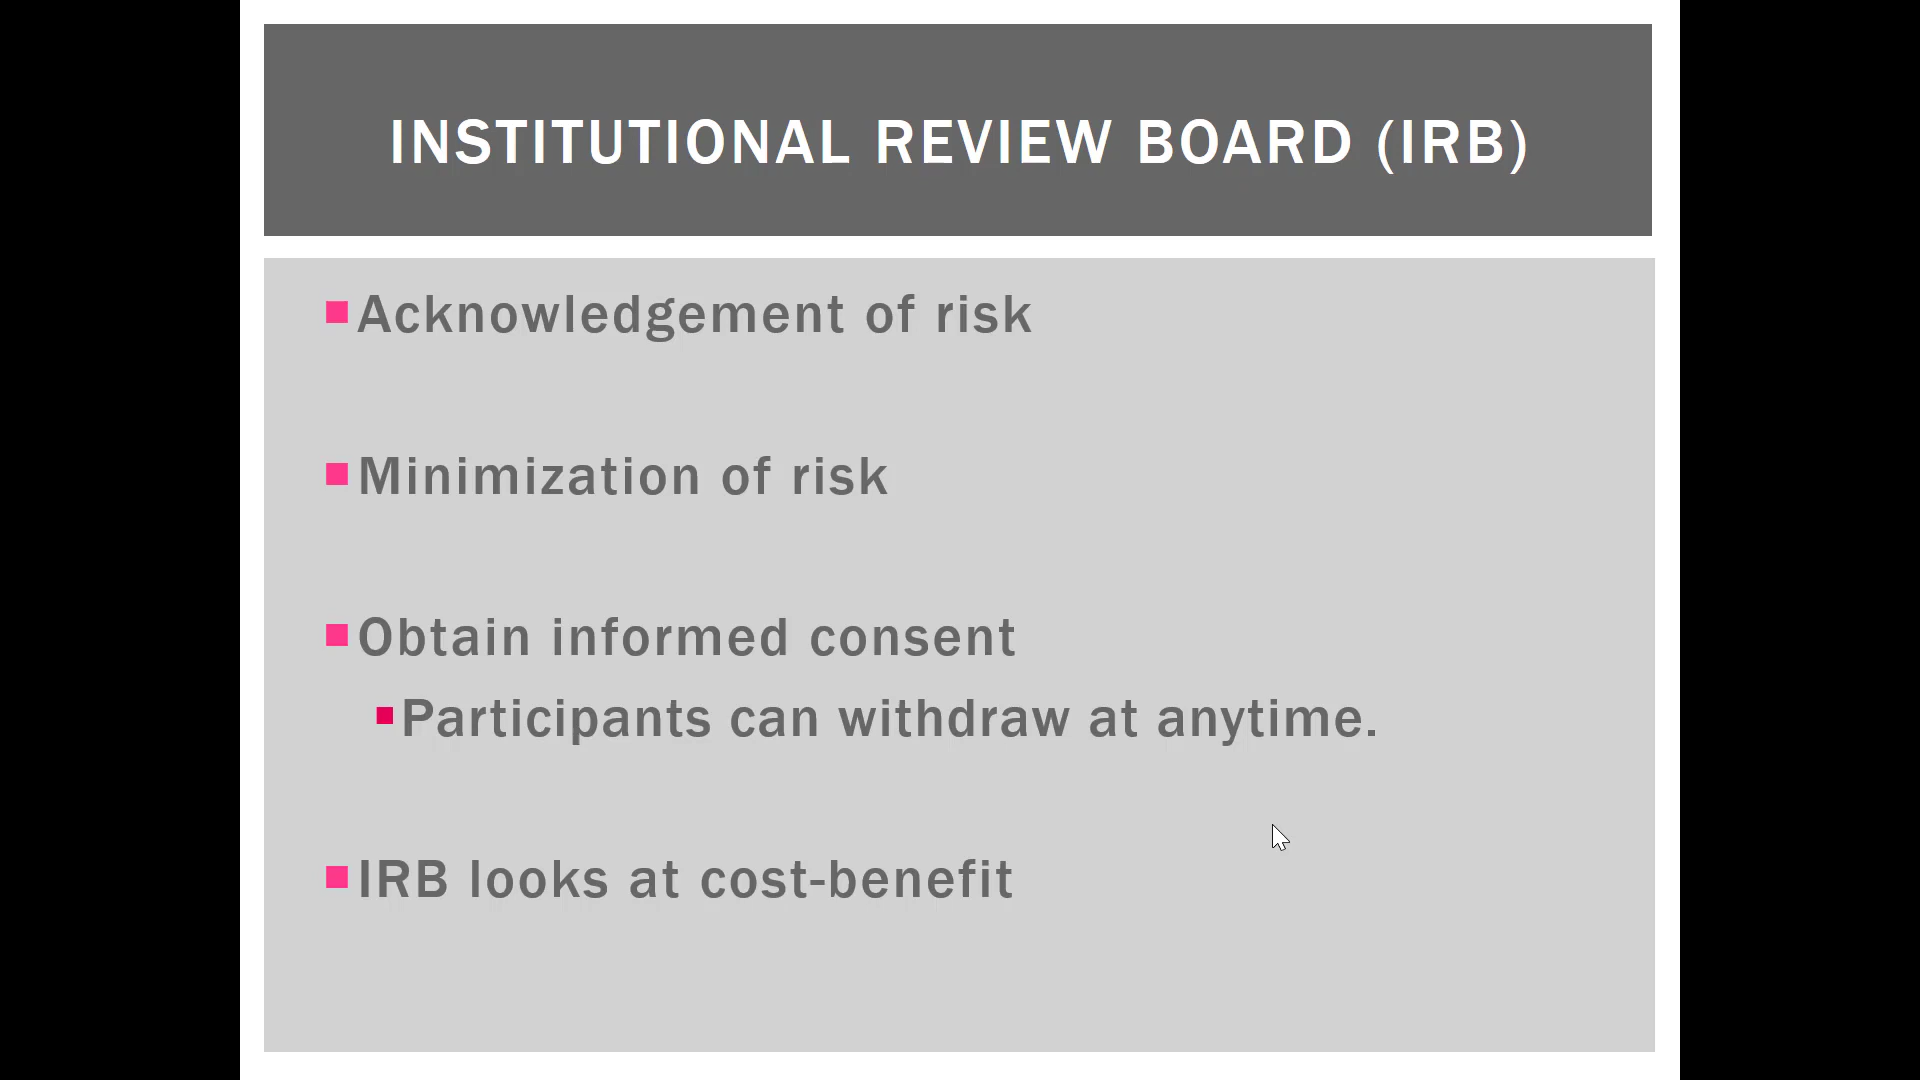 INSTITUTIONAL REVIEW BOARD (IRB)
Acknowledgement of risk
Minimization of risk
Obtain informed consent
Participants can withdraw at anytime.
IRB looks at cost-benefit